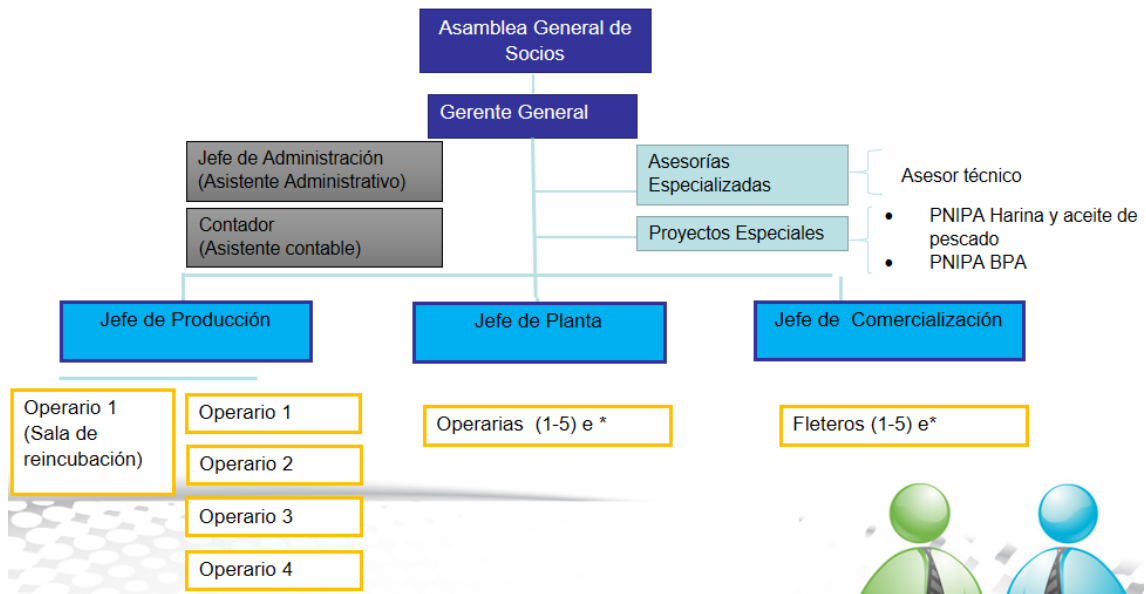 Asamblea General de
Socios
Gerente General
Jefe de Administración
(Asistente Administrativo)
Asesorías
Especializadas
Asesor técnico
Contador
(Asistente contable)
Proyectos Especiales
• PNIPA Harina y aceite de
pescado
• PNIPA BPA
Jefe de Producción
Jefe de Planta
Jefe de Comercialización
Operario 1
(Sala de
reincubación)
Operario 1
Operario 2
Operario 3
Operario 4
Operarias (1-5) e *
Fleteros (1-5) e*